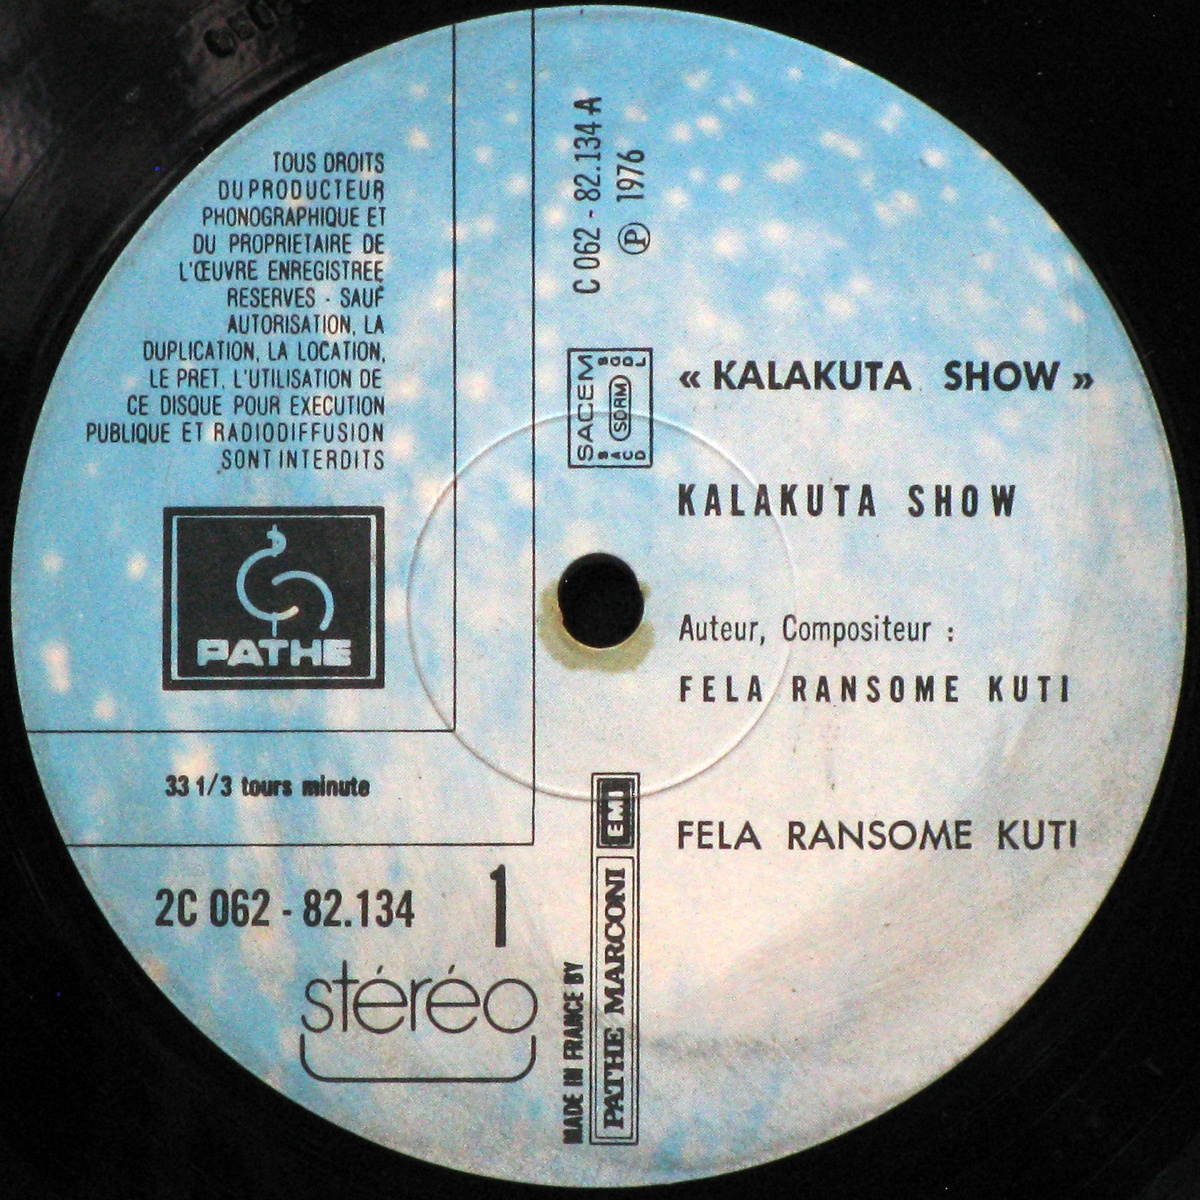 TOUS DROITS
DU PRODUCTEUR
PHONOGRAPHIQUE ET
DU PROPRIETAIRE DE
L'ŒUVRE ENREGISTREE
RESERVES - SAUF
AUTORISATION, LA
DUPLICATION, LA LOCATION,
LE PRET, L'UTILISATION DE
CE DISQUE POUR EXECUTION
PUBLIQUE ET RADIODIFFUSION
SONT INTERDITS
PATHE
33 1/3 tours minute
2C 062 - 82.134
1
stéréo
C 062 - 82.134 A
℗ 1976
SACEM
SDRM
SACD
SGDL
MADE IN FRANCE BY
PATHE MARCONI EMI
« KALAKUTA SHOW »
KALAKUTA SHOW
Auteur, Compositeur :
FELA RANSOME KUTI
FELA RANSOME KUTI